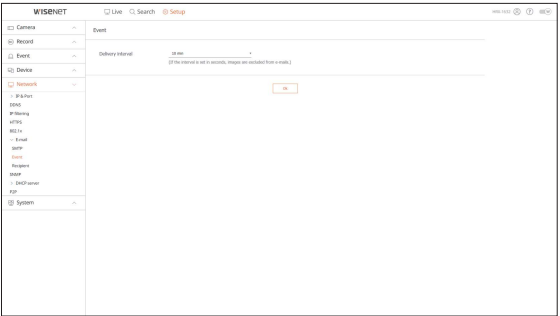 WISENET
Live Search Setup
Camera
Event
Record
Event
Delivery interval 10 min
[If the interval is set in seconds, images are excluded from e-mails.]
Device
Network
IP & Port
DDNS
IP filtering
HTTPS
802.1x
E-mail
SMTP
Event
Recipient
SNMP
DHCP server
P2P
System